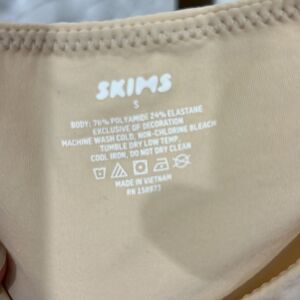 SKIMS
S
BODY: 76% POLYAMIDE 24% ELASTANE
EXCLUSIVE OF DECORATION
MACHINE WASH COLD, NON-CHLORINE BLEACH
TUMBLE DRY LOW TEMP.
COOL IRON, DO NOT DRY CLEAN
MADE IN VIETNAM
RN 158973